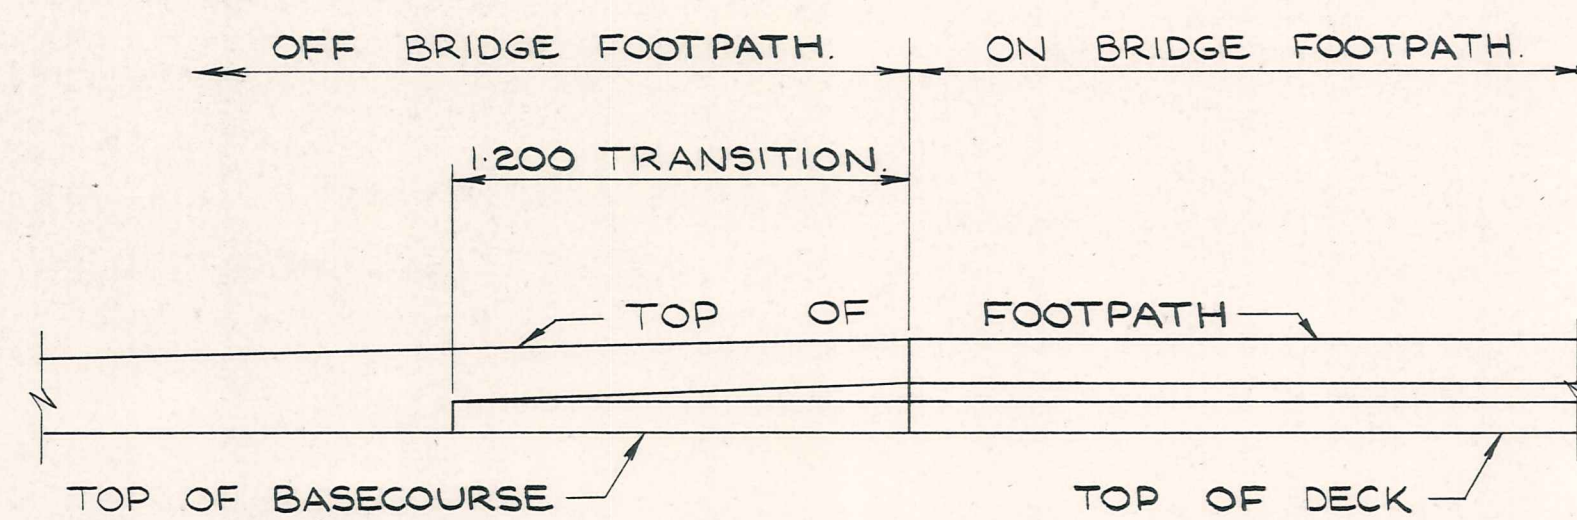 OFF BRIDGE FOOTPATH.
ON BRIDGE FOOTPATH.
1·200 TRANSITION.
TOP OF FOOTPATH
TOP OF BASECOURSE
TOP OF DECK